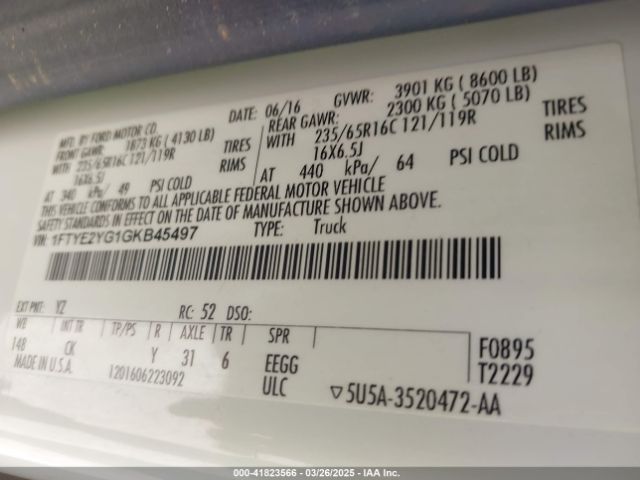 MFD. BY FORD MOTOR CO.
DATE: 06/16 GVWR: 3901 KG ( 8600 LB)
FRONT GAWR: 1873 KG ( 4130 LB)
REAR GAWR: 2300 KG ( 5070 LB)
WITH 235/65R16C 121/119R TIRES
WITH 235/65R16C 121/119R TIRES
16X6.5J RIMS
16X6.5J RIMS
AT 340 kPa/ 49 PSI COLD
AT 440 kPa/ 64 PSI COLD
THIS VEHICLE CONFORMS TO ALL APPLICABLE FEDERAL MOTOR VEHICLE
SAFETY STANDARDS IN EFFECT ON THE DATE OF MANUFACTURE SHOWN ABOVE.
VIN: 1FTYE2YG1GKB45497 TYPE: Truck
EXT PNT: YZ RC: 52 DSO:
WB INT TR TP/PS R AXLE TR SPR
148 CK Y 31 6 EEGG F0895
MADE IN U.S.A. 1201606223092 ULC T2229
▽5U5A-3520472-AA
000-41823566 | 03/26/2025 | IAA Inc.